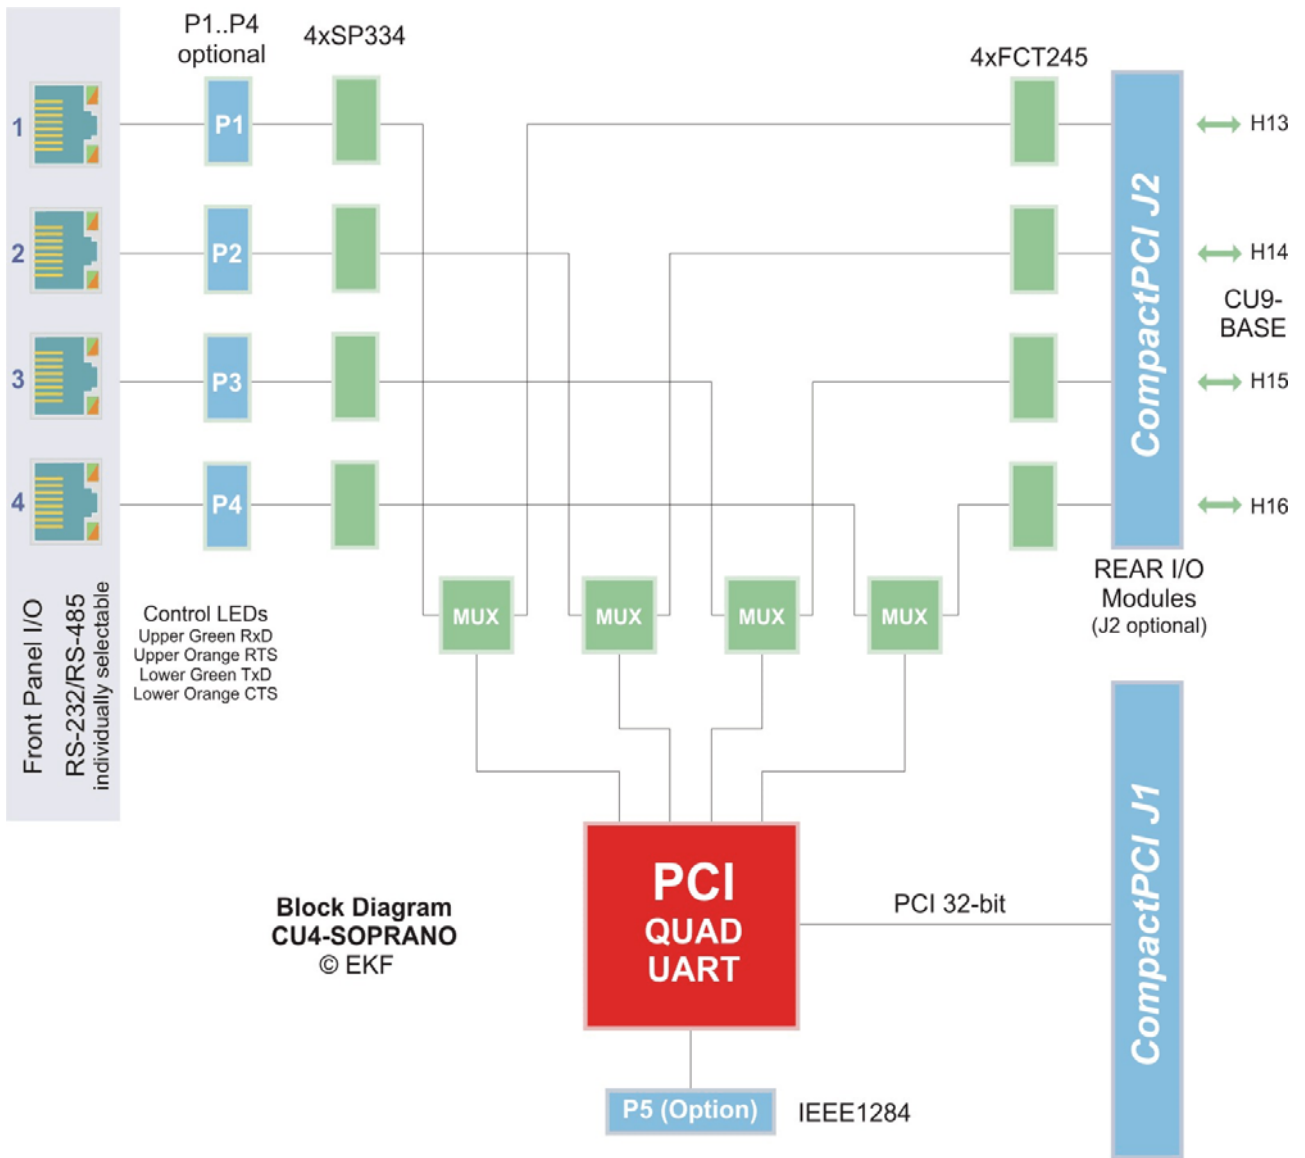 P1..P4
optional
4xSP334
4xFCT245
1
P1
H13
2
P2
H14
CU9-
BASE
3
P3
H15
4
P4
H16
CompactPCI J2
MUX
MUX
MUX
MUX
REAR I/O
Modules
(J2 optional)
Control LEDs
Upper Green RxD
Upper Orange RTS
Lower Green TxD
Lower Orange CTS
Front Panel I/O
RS-232/RS-485
individually selectable
PCI
QUAD
UART
PCI 32-bit
CompactPCI J1
Block Diagram
CU4-SOPRANO
© EKF
P5 (Option)
IEEE1284